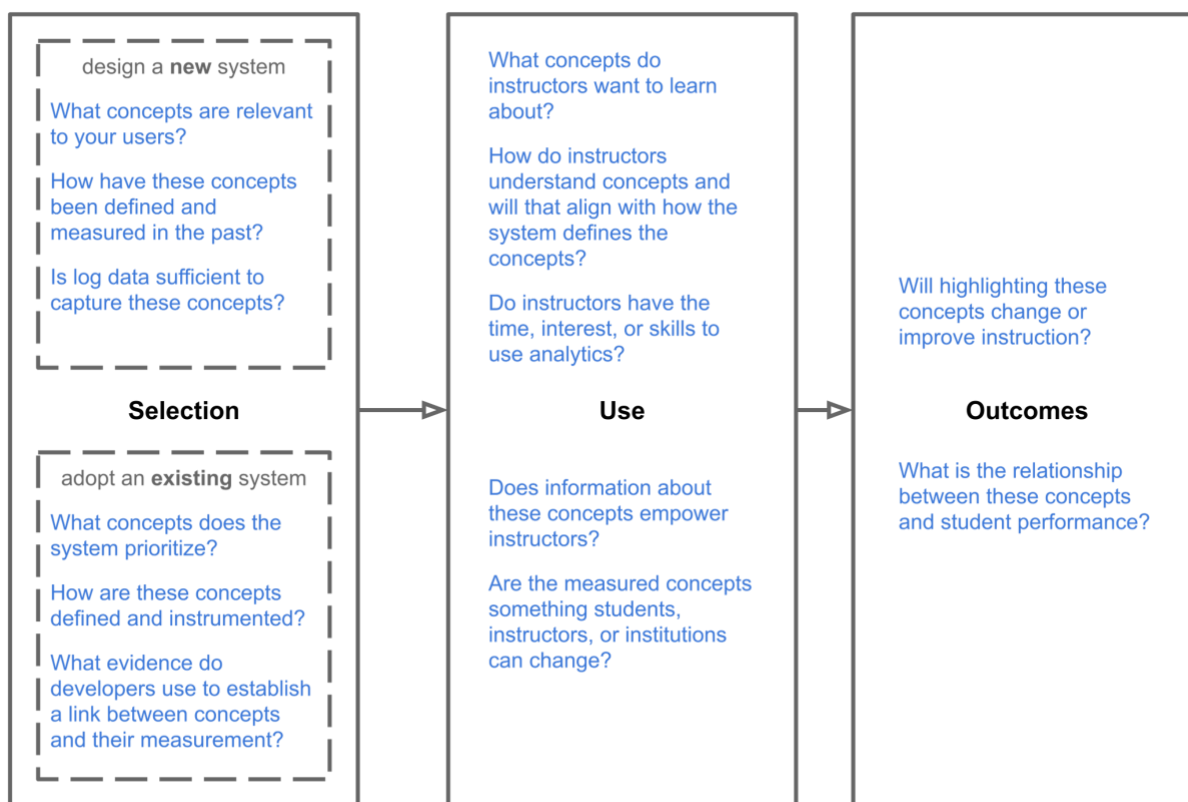 design a new system
What concepts are relevant
to your users?
How have these concepts
been defined and
measured in the past?
Is log data sufficient to
capture these concepts?
Selection
adopt an existing system
What concepts does the
system prioritize?
How are these concepts
defined and instrumented?
What evidence do
developers use to establish
a link between concepts
and their measurement?
What concepts do
instructors want to learn
about?
How do instructors
understand concepts and
will that align with how the
system defines the
concepts?
Do instructors have the
time, interest, or skills to
use analytics?
Use
Does information about
these concepts empower
instructors?
Are the measured concepts
something students,
instructors, or institutions
can change?
Will highlighting these
concepts change or
improve instruction?
Outcomes
What is the relationship
between these concepts
and student performance?